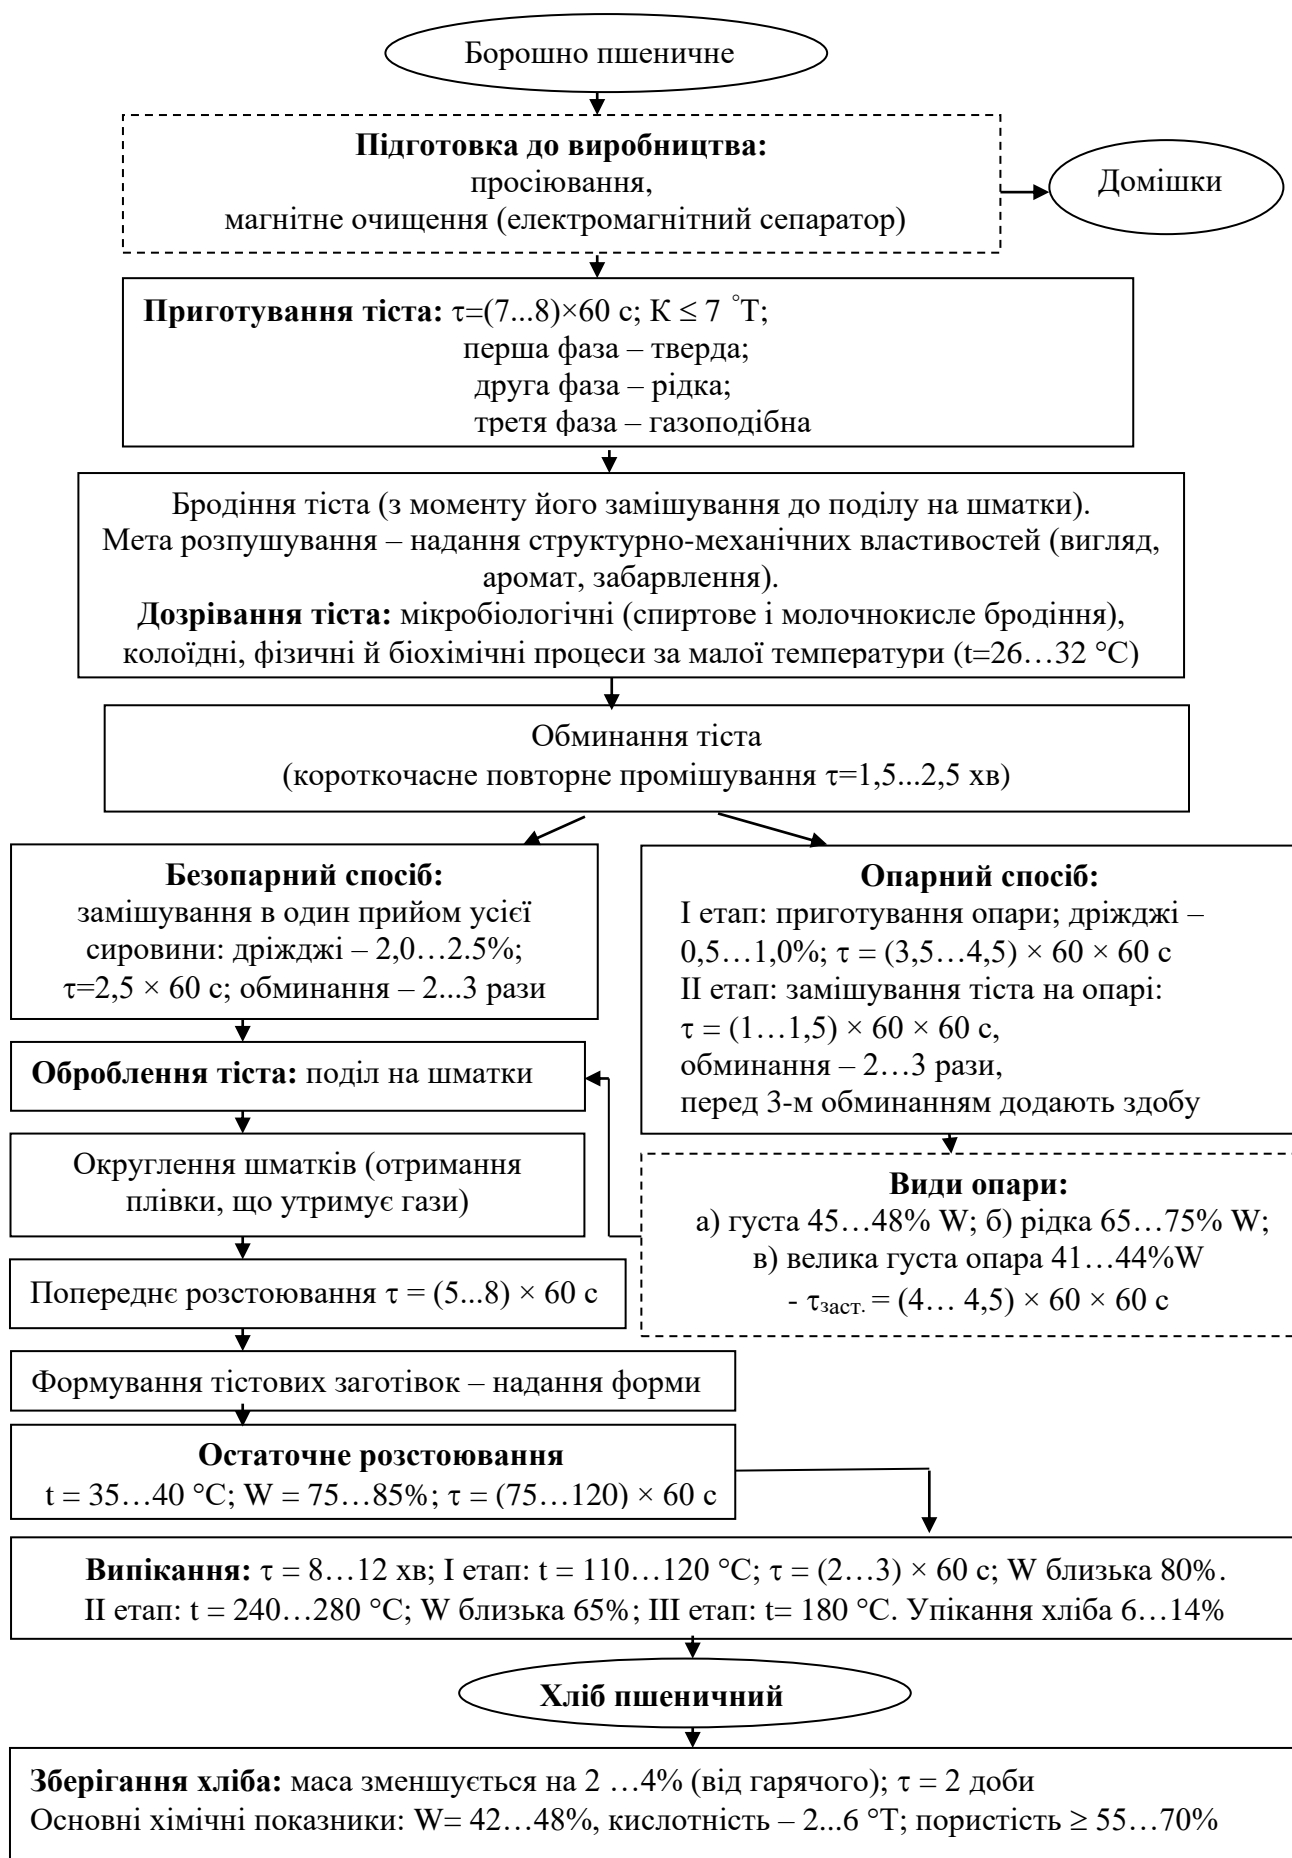 Борошно пшеничне
Підготовка до виробництва:
просіювання,
магнітне очищення (електромагнітний сепаратор)
Домішки
Приготування тіста: τ=(7...8)×60 с; К ≤ 7 °Т;
перша фаза – тверда;
друга фаза – рідка;
третя фаза – газоподібна
Бродіння тіста (з моменту його замішування до поділу на шматки).
Мета розпушування – надання структурно-механічних властивостей (вигляд,
аромат, забарвлення).
Дозрівання тіста: мікробіологічні (спиртове і молочнокисле бродіння),
колоїдні, фізичні й біохімічні процеси за малої температури (t=26…32 °С)
Обминання тіста
(короткочасне повторне промішування τ=1,5...2,5 хв)
Безопарний спосіб:
замішування в один прийом усієї
сировини: дріжджі – 2,0…2.5%;
τ=2,5 × 60 с; обминання – 2...3 рази
Опарний спосіб:
І етап: приготування опари; дріжджі –
0,5…1,0%; τ = (3,5…4,5) × 60 × 60 с
ІІ етап: замішування тіста на опарі:
τ = (1…1,5) × 60 × 60 с,
обминання – 2…3 рази,
перед 3-м обминанням додають здобу
Оброблення тіста: поділ на шматки
Округлення шматків (отримання
плівки, що утримує гази)
Види опари:
а) густа 45…48% W; б) рідка 65…75% W;
в) велика густа опара 41…44%W
- τзаст. = (4… 4,5) × 60 × 60 с
Попереднє розстоювання τ = (5...8) × 60 с
Формування тістових заготівок – надання форми
Остаточне розстоювання
t = 35…40 °С; W = 75…85%; τ = (75…120) × 60 с
Випікання: τ = 8…12 хв; І етап: t = 110…120 °С; τ = (2…3) × 60 с; W близька 80%.
ІІ етап: t = 240…280 °С; W близька 65%; ІІІ етап: t= 180 °С. Упікання хліба 6…14%
Хліб пшеничний
Зберігання хліба: маса зменшується на 2 …4% (від гарячого); τ = 2 доби
Основні хімічні показники: W= 42…48%, кислотність – 2...6 °Т; пористість ≥ 55…70%